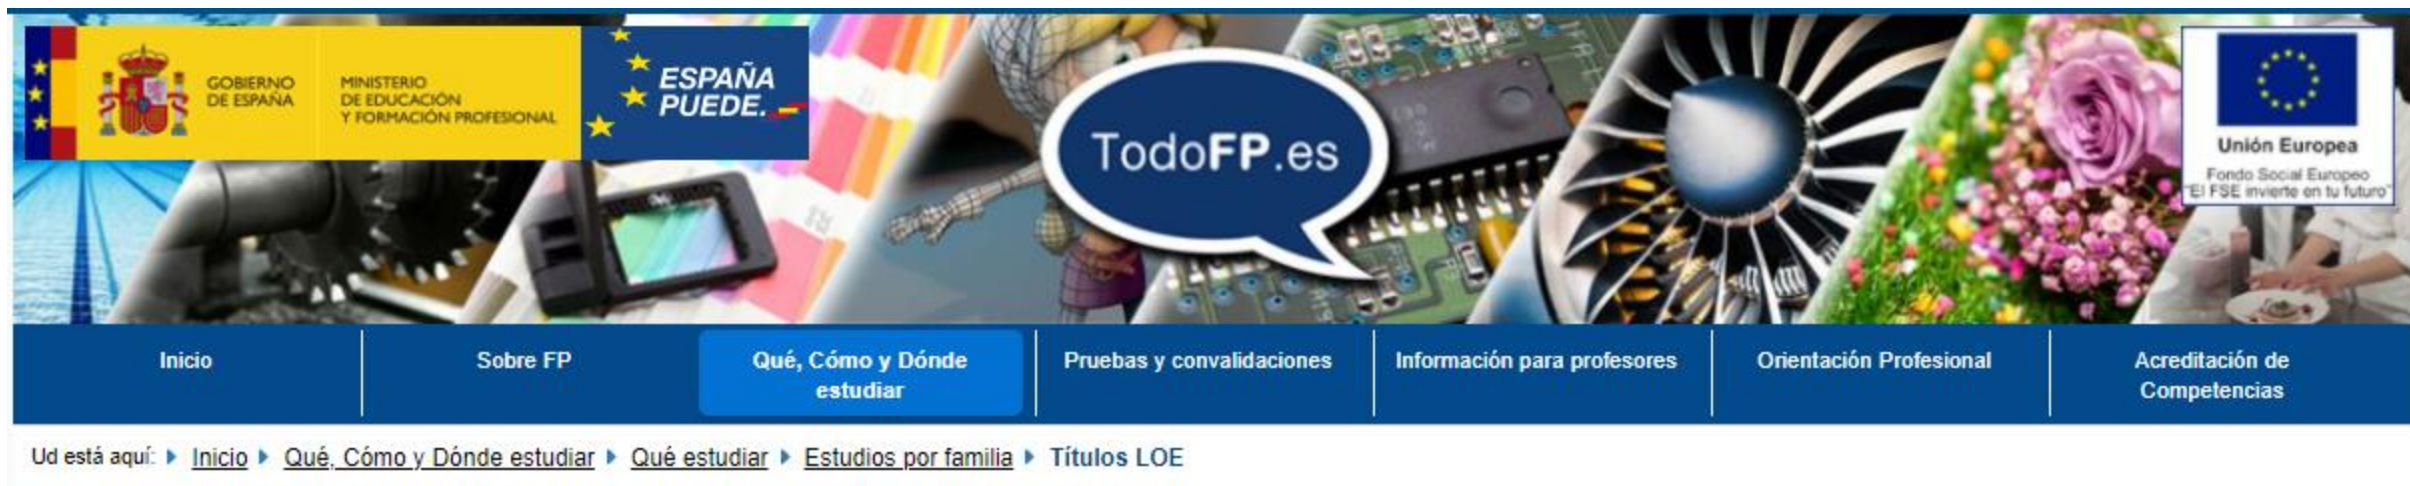 GOBIERNO
DE ESPAÑA
MINISTERIO
DE EDUCACIÓN
Y FORMACIÓN PROFESIONAL
ESPAÑA
PUEDE.
TodoFP.es
Unión Europea
Fondo Social Europeo
"El FSE invierte en tu futuro"
Inicio
Sobre FP
Qué, Cómo y Dónde
estudiar
Pruebas y convalidaciones
Información para profesores
Orientación Profesional
Acreditación de
Competencias
Ud está aquí: Inicio Qué, Cómo y Dónde estudiar Qué estudiar Estudios por familia Títulos LOE